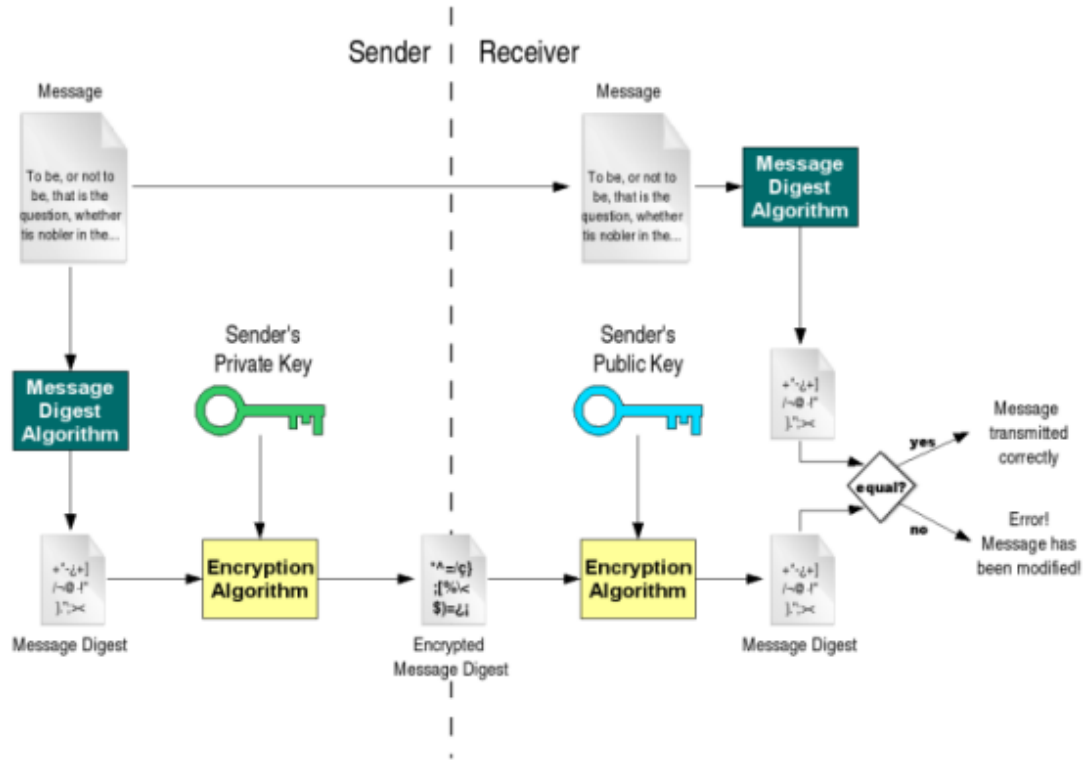 Sender
Receiver
Message
To be, or not to
be, that is the
question, whether
tis nobler in the...
Message
To be, or not to
be, that is the
question, whether
tis nobler in the...
Message
Digest
Algorithm
Sender's
Private Key
Sender's
Public Key
Message
Digest
Algorithm
+"-¿+]
/¬@-!"
}.";><
yes
Message
transmitted
correctly
equal?
no
Error!
Message has
been modified!
+"-¿+]
/¬@-!"
}.";><
Message Digest
Encryption
Algorithm
"^=/ç}
;[%\<
$)=¿¡
Encrypted
Message Digest
Encryption
Algorithm
+"-¿+]
/¬@-!"
}.";><
Message Digest